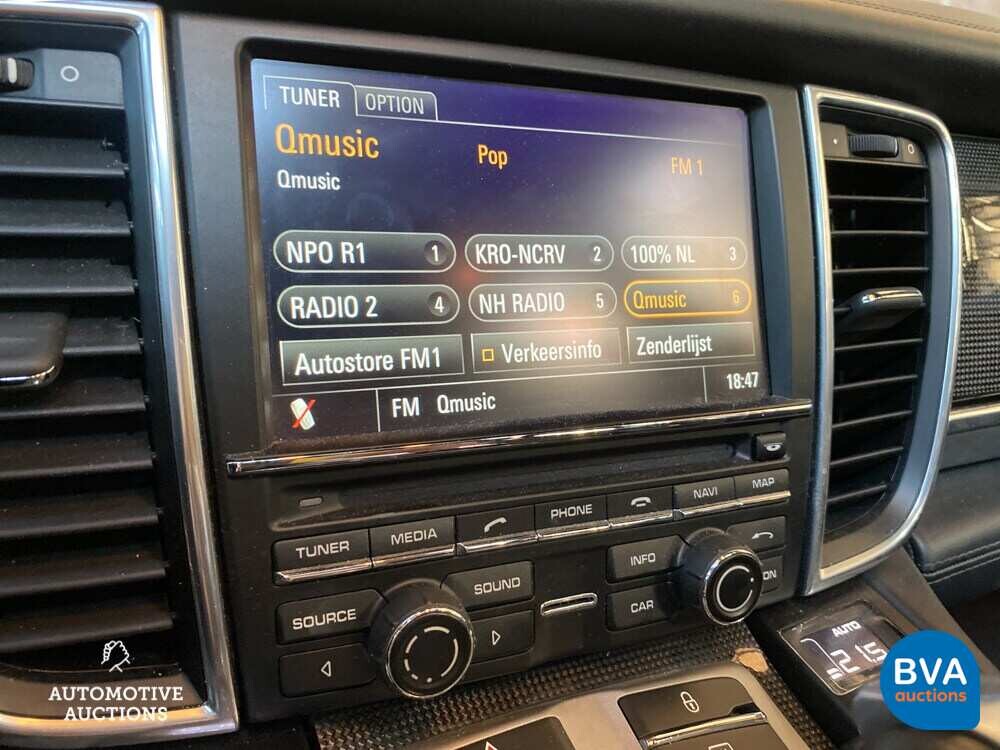 TUNER OPTION
Qmusic Pop FM 1
Qmusic
NPO R1 1 KRO-NCRV 2 100% NL 3
RADIO 2 4 NH RADIO 5 Qmusic 6
Autostore FM1 Verkeersinfo Zenderlijst
FM Qmusic 18:47
TUNER MEDIA PHONE NAVI MAP
SOURCE SOUND INFO
CAR
AUTO
21.5
AUTOMOTIVE
AUCTIONS
BVA
auctions